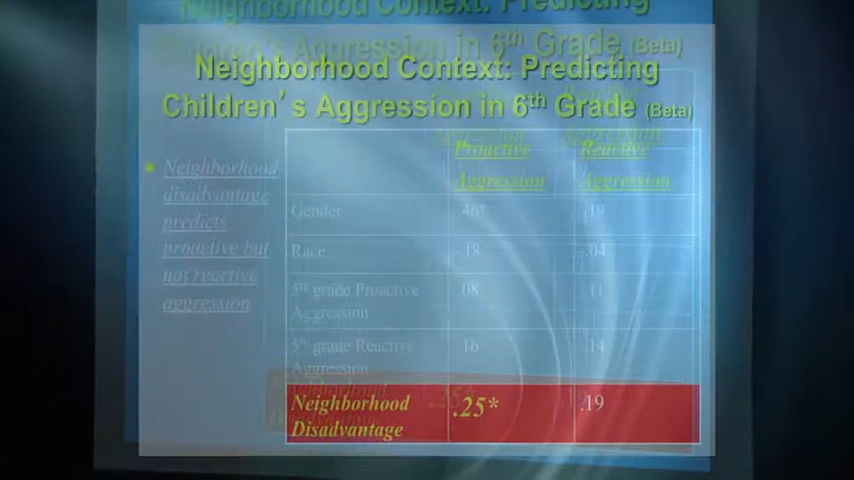 Neighborhood Context: Predicting
Children's Aggression in 6th Grade (Beta)
Neighborhood
disadvantage
predicts
proactive but
not reactive
aggression
Proactive Reactive
Aggression Aggression
Gender .46* .19
Race -.18 -.04
5th grade Proactive .08 .11
Aggression
5th grade Reactive .16 .14
Aggression
Neighborhood .25* .19
Disadvantage